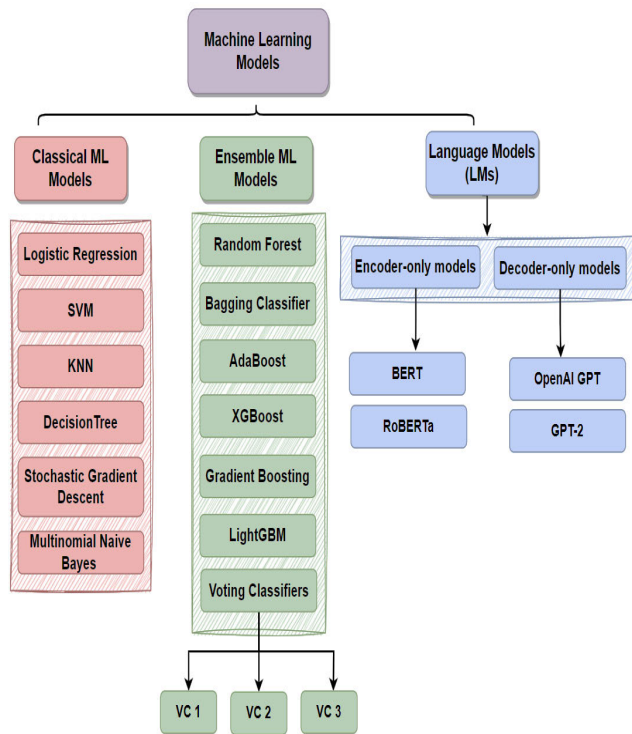 Machine Learning
Models
Classical ML
Models
Ensemble ML
Models
Language Models
(LMs)
Logistic Regression
SVM
KNN
DecisionTree
Stochastic Gradient
Descent
Multinomial Naive
Bayes
Random Forest
Bagging Classifier
AdaBoost
XGBoost
Gradient Boosting
LightGBM
Voting Classifiers
VC 1
VC 2
VC 3
Encoder-only models
Decoder-only models
BERT
RoBERTa
OpenAI GPT
GPT-2